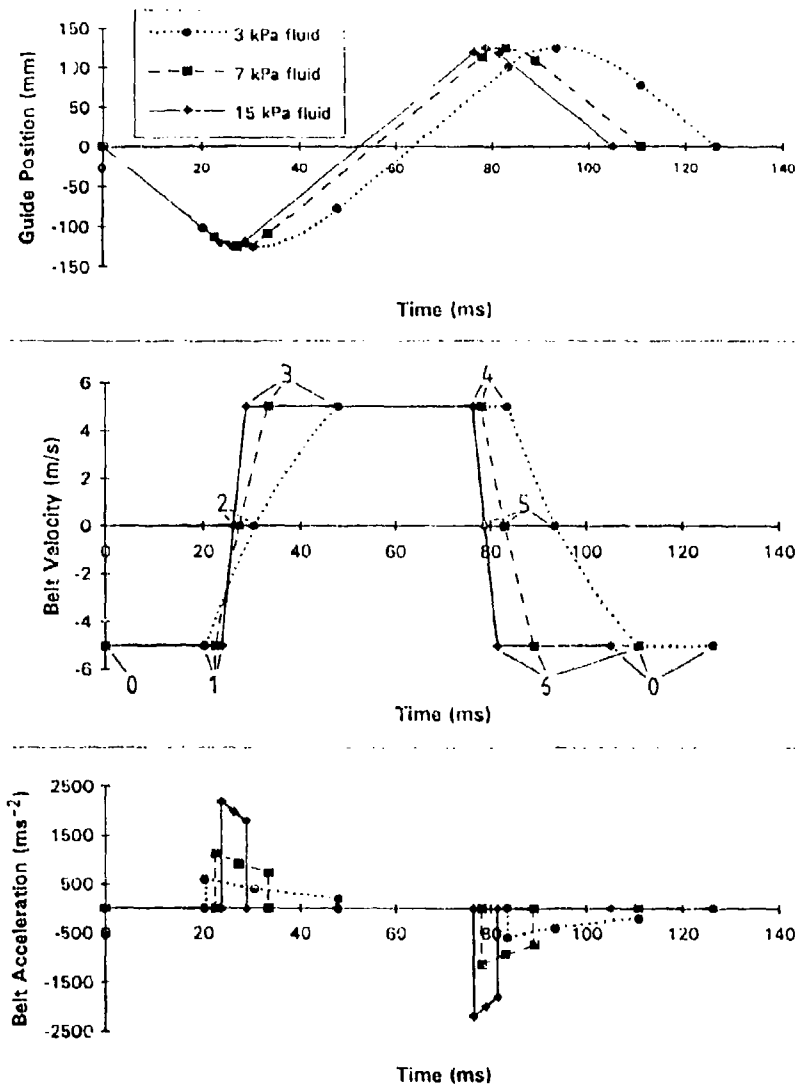 150
100
50
0
-50
-100
-150
Guide Position (mm)
3 kPa fluid
7 kPa fluid
15 kPa fluid
0 20 40 60 80 100 120 140
Time (ms)
6
4
2
0
-2
-4
-6
Belt Velocity (m/s)
3 4
2 5
0 20 40 60 80 100 120 140
0 1 6 0
Time (ms)
2500
1500
500
-500
-1500
-2500
Belt Acceleration (ms⁻²)
0 20 40 60 80 100 120 140
Time (ms)